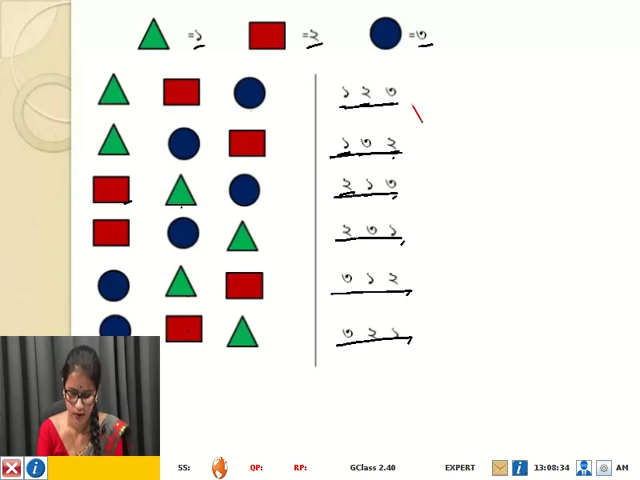 =১ =২ =৩
১ ২ ৩
১ ৩ ২
২ ১ ৩
২ ৩ ১
৩ ১ ২
৩ ২ ১
SS: QP: RP: GClass 2.40 EXPERT 13:08:34 AM